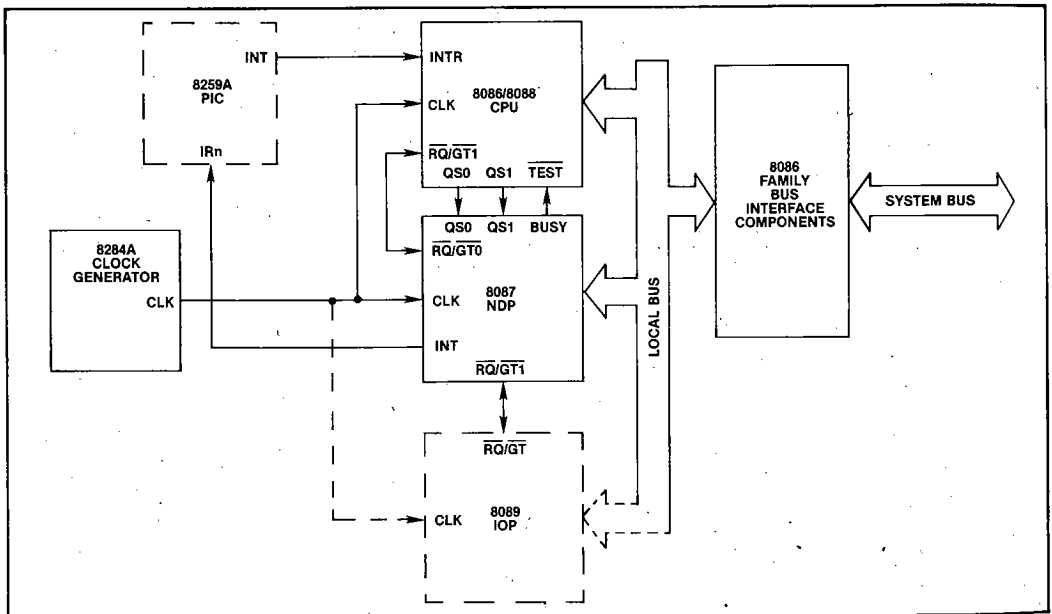 INT
8259A
PIC
IRn
INTR
8086/8088
CPU
CLK
RQ/GT1
QS0 QS1 TEST
QS0 QS1 BUSY
RQ/GT0
8087
NDP
CLK
INT
RQ/GT1
8284A
CLOCK
GENERATOR
CLK
RQ/GT
8089
IOP
CLK
LOCAL BUS
8086
FAMILY
BUS
INTERFACE
COMPONENTS
SYSTEM BUS